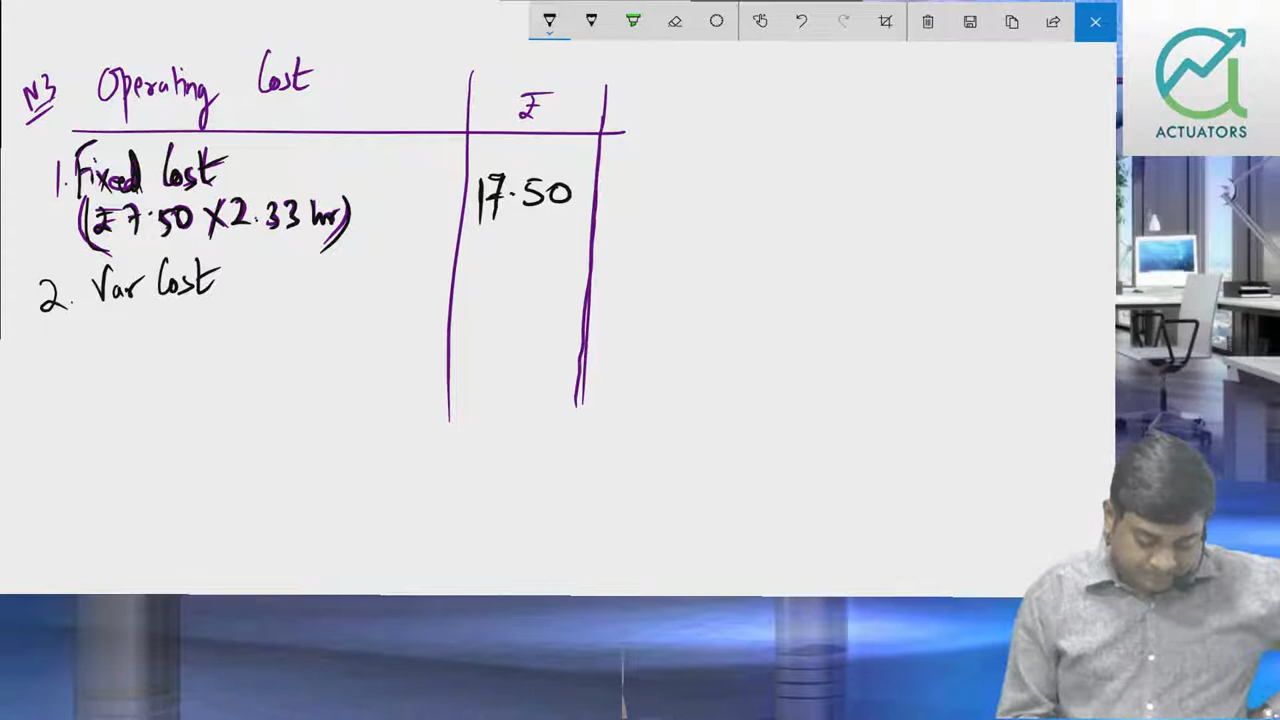 N3 Operating Cost ₹
1. Fixed Cost 17.50
(₹7.50 X 2.33 hr)
2. Var Cost
ACTUATORS